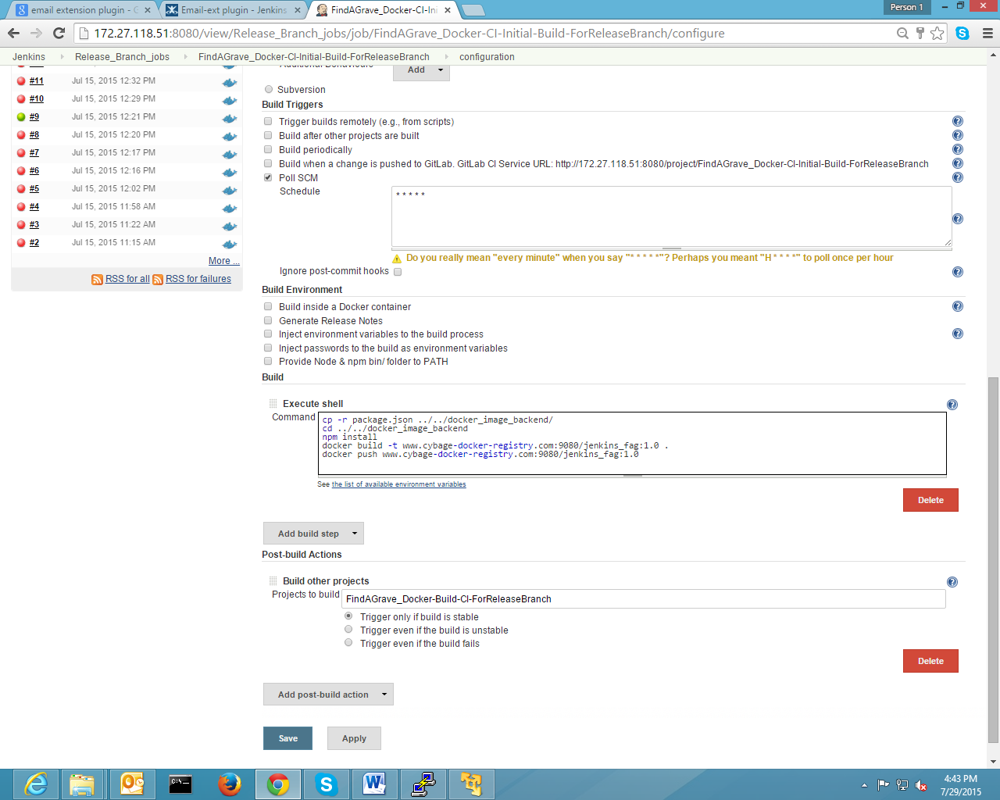 email extension plugin - G
Email-ext plugin - Jenkins
FindAGrave_Docker-CI-Ini
Person 1
172.27.118.51:8080/view/Release_Branch_jobs/job/FindAGrave_Docker-CI-Initial-Build-ForReleaseBranch/configure
Jenkins
Release_Branch_jobs
FindAGrave_Docker-CI-Initial-Build-ForReleaseBranch
configuration
#11 Jul 15, 2015 12:32 PM
#10 Jul 15, 2015 12:29 PM
#9 Jul 15, 2015 12:21 PM
#8 Jul 15, 2015 12:20 PM
#7 Jul 15, 2015 12:17 PM
#6 Jul 15, 2015 12:16 PM
#5 Jul 15, 2015 12:02 PM
#4 Jul 15, 2015 11:58 AM
#3 Jul 15, 2015 11:22 AM
#2 Jul 15, 2015 11:15 AM
More ...
RSS for all RSS for failures
Additional Behaviours Add
Subversion
Build Triggers
Trigger builds remotely (e.g., from scripts)
Build after other projects are built
Build periodically
Build when a change is pushed to GitLab. GitLab CI Service URL: http://172.27.118.51:8080/project/FindAGrave_Docker-CI-Initial-Build-ForReleaseBranch
Poll SCM
Schedule
* * * * *
Do you really mean "every minute" when you say "* * * * *"? Perhaps you meant "H * * * *" to poll once per hour
Ignore post-commit hooks
Build Environment
Build inside a Docker container
Generate Release Notes
Inject environment variables to the build process
Inject passwords to the build as environment variables
Provide Node & npm bin/ folder to PATH
Build
Execute shell
Command
cp -r package.json ../../docker_image_backend/
cd ../../docker_image_backend
npm install
docker build -t www.cybage-docker-registry.com:9080/jenkins_fag:1.0 .
docker push www.cybage-docker-registry.com:9080/jenkins_fag:1.0
See the list of available environment variables
Delete
Add build step
Post-build Actions
Build other projects
Projects to build FindAGrave_Docker-Build-CI-ForReleaseBranch
Trigger only if build is stable
Trigger even if the build is unstable
Trigger even if the build fails
Delete
Add post-build action
Save Apply
4:43 PM
7/29/2015